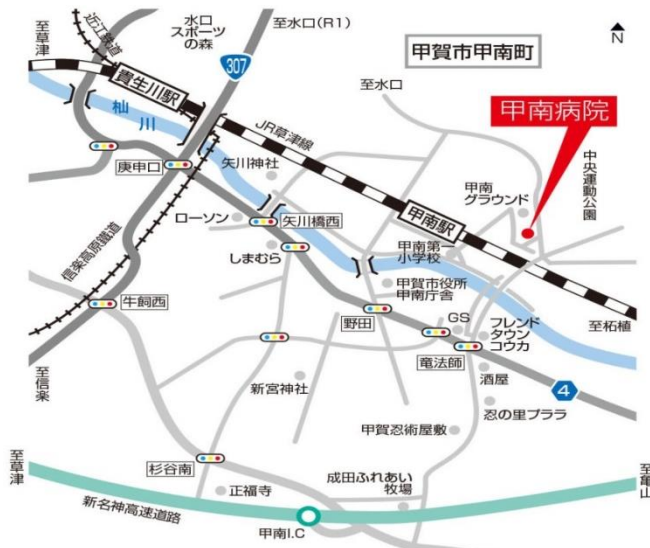 至草津
近江鉄道
水口
スポーツ
の森
至水口(R1)
307
甲賀市甲南町
N
貴生川駅
杣川
JR草津線
至水口
甲南病院
庚申口
矢川神社
甲南
グラウンド
中央運動公園
ローソン
矢川橋西
甲南駅
しまむら
甲南第一
小学校
信楽高原鐵道
甲賀市役所
甲南庁舎
牛飼西
野田
GS
フレンド
タウン
コウカ
至柘植
竜法師
至信楽
新宮神社
酒屋
4
忍の里プララ
甲賀忍術屋敷
至草津
杉谷南
成田ふれあい
牧場
至亀山
正福寺
新名神高速道路
甲南I.C